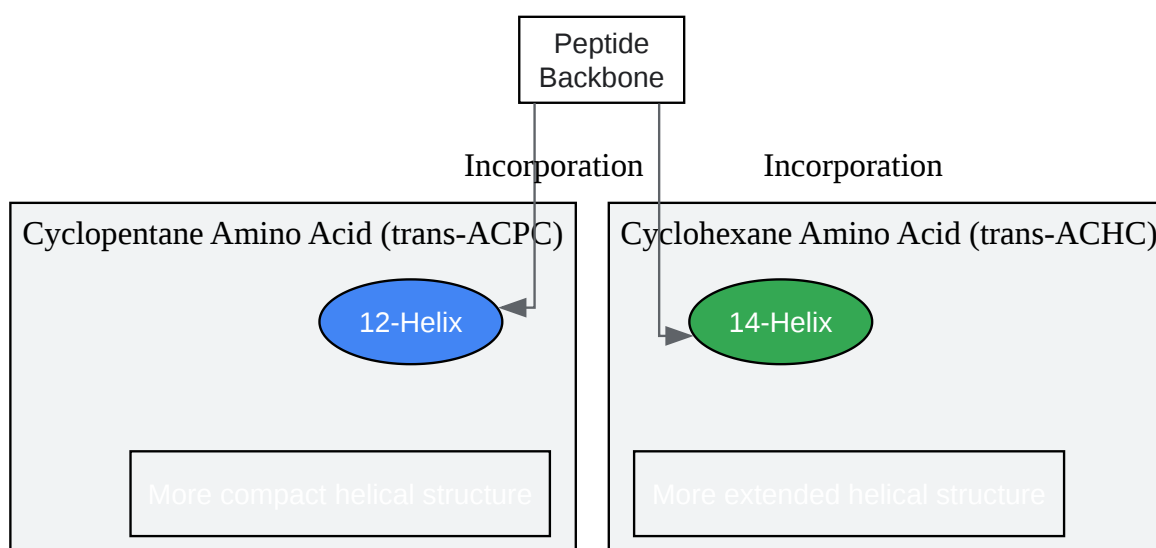 Peptide
Backbone
Incorporation
Incorporation
Cyclopentane Amino Acid (trans-ACPC)
Cyclohexane Amino Acid (trans-ACHC)
12-Helix
14-Helix
More compact helical structure
More extended helical structure